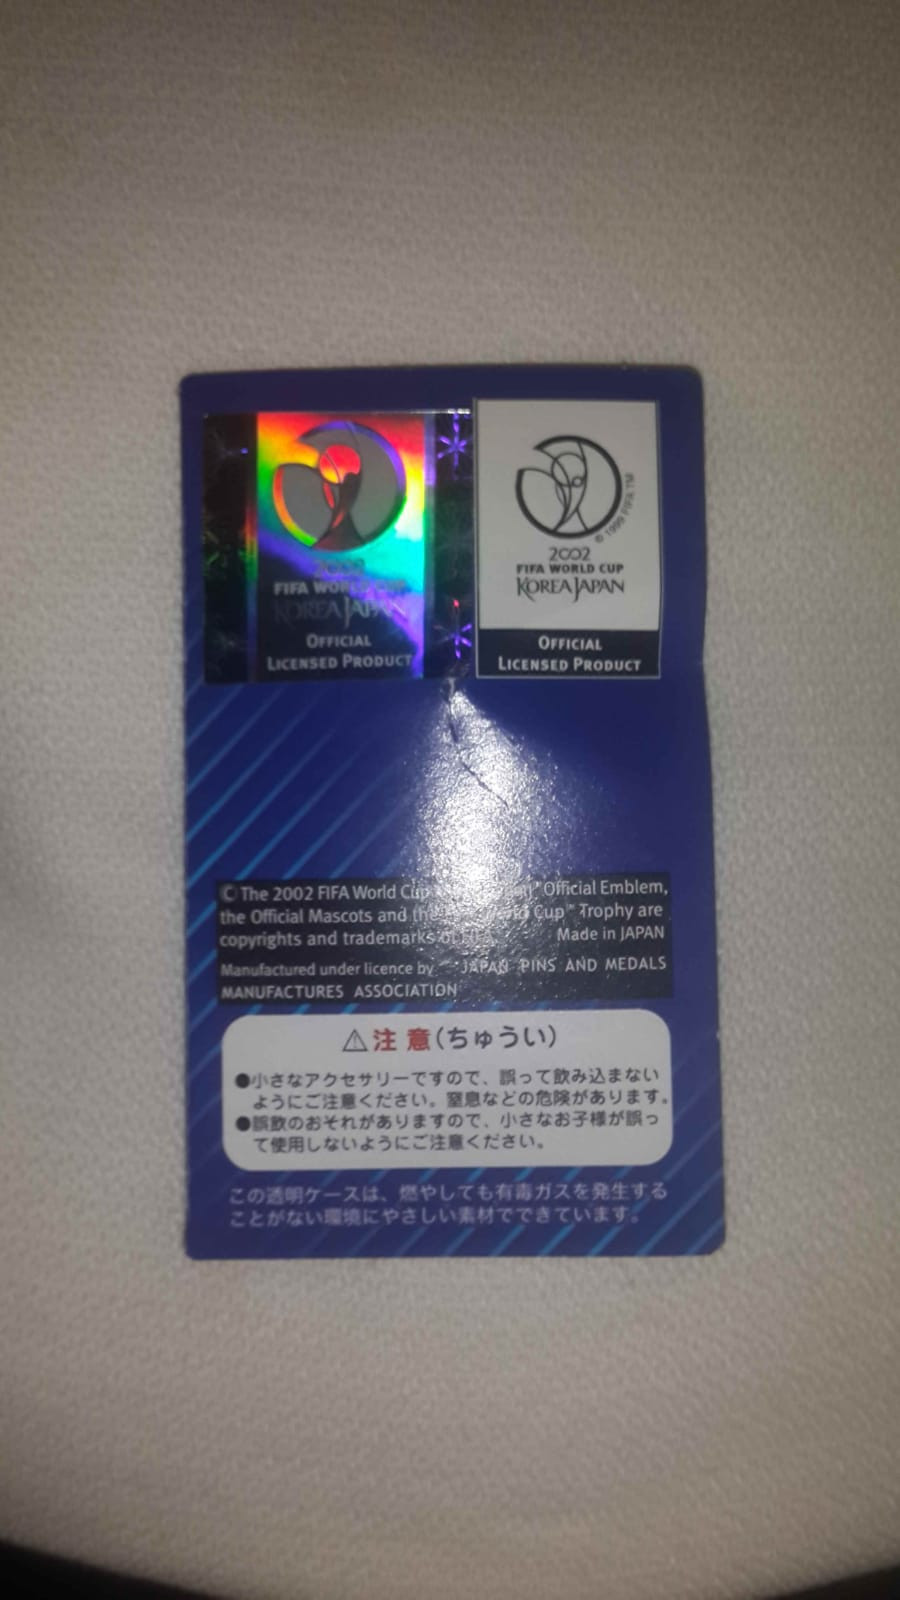 2002
FIFA WORLD CUP
KOREA JAPAN
OFFICIAL
LICENSED PRODUCT
© 1999 FIFA TM
2002
FIFA WORLD CUP
KOREA JAPAN
OFFICIAL
LICENSED PRODUCT
© The 2002 FIFA World Cup Official Emblem,
the Official Mascots and the World Cup™ Trophy are
copyrights and trademarks of Made in JAPAN
Manufactured under licence by JAPAN PINS AND MEDALS
MANUFACTURES ASSOCIATION
⚠注意(ちゅうい)
●小さなアクセサリーですので、誤って飲み込まない
ようにご注意ください。窒息などの危険があります。
●誤飲のおそれがありますので、小さなお子様が誤っ
て使用しないようにご注意ください。
この透明ケースは、燃やしても有毒ガスを発生する
ことがない環境にやさしい素材でできています。